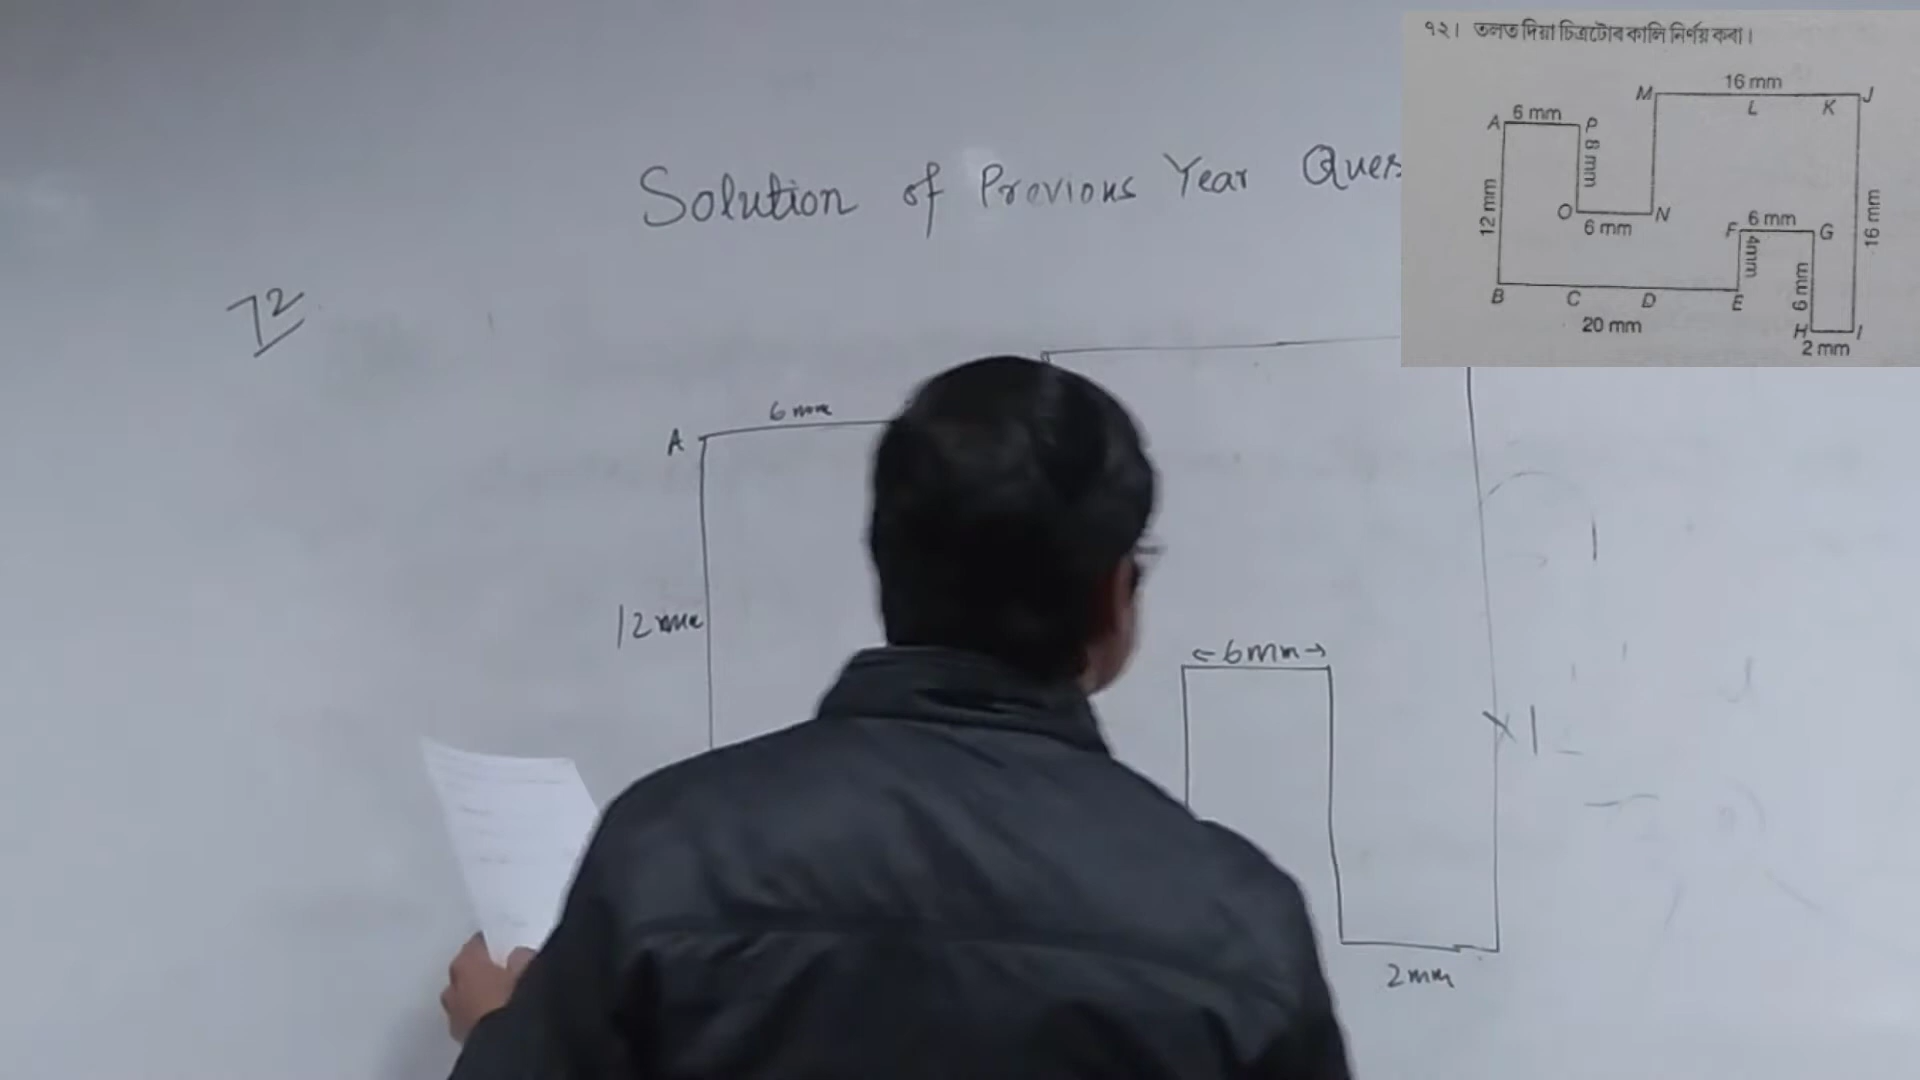 ৭২। তলত দিয়া চিত্ৰটোৰ কালি নিৰ্ণয় কৰা।
16 mm
M
L
K
J
6 mm
A
P
8 mm
12 mm
16 mm
O
N
6 mm
6 mm
F
G
4mm
6 mm
B
C
D
E
20 mm
H
I
2 mm
Solution of Previous Year Ques
72
6 mm
A
12 mm
6mm
2mm